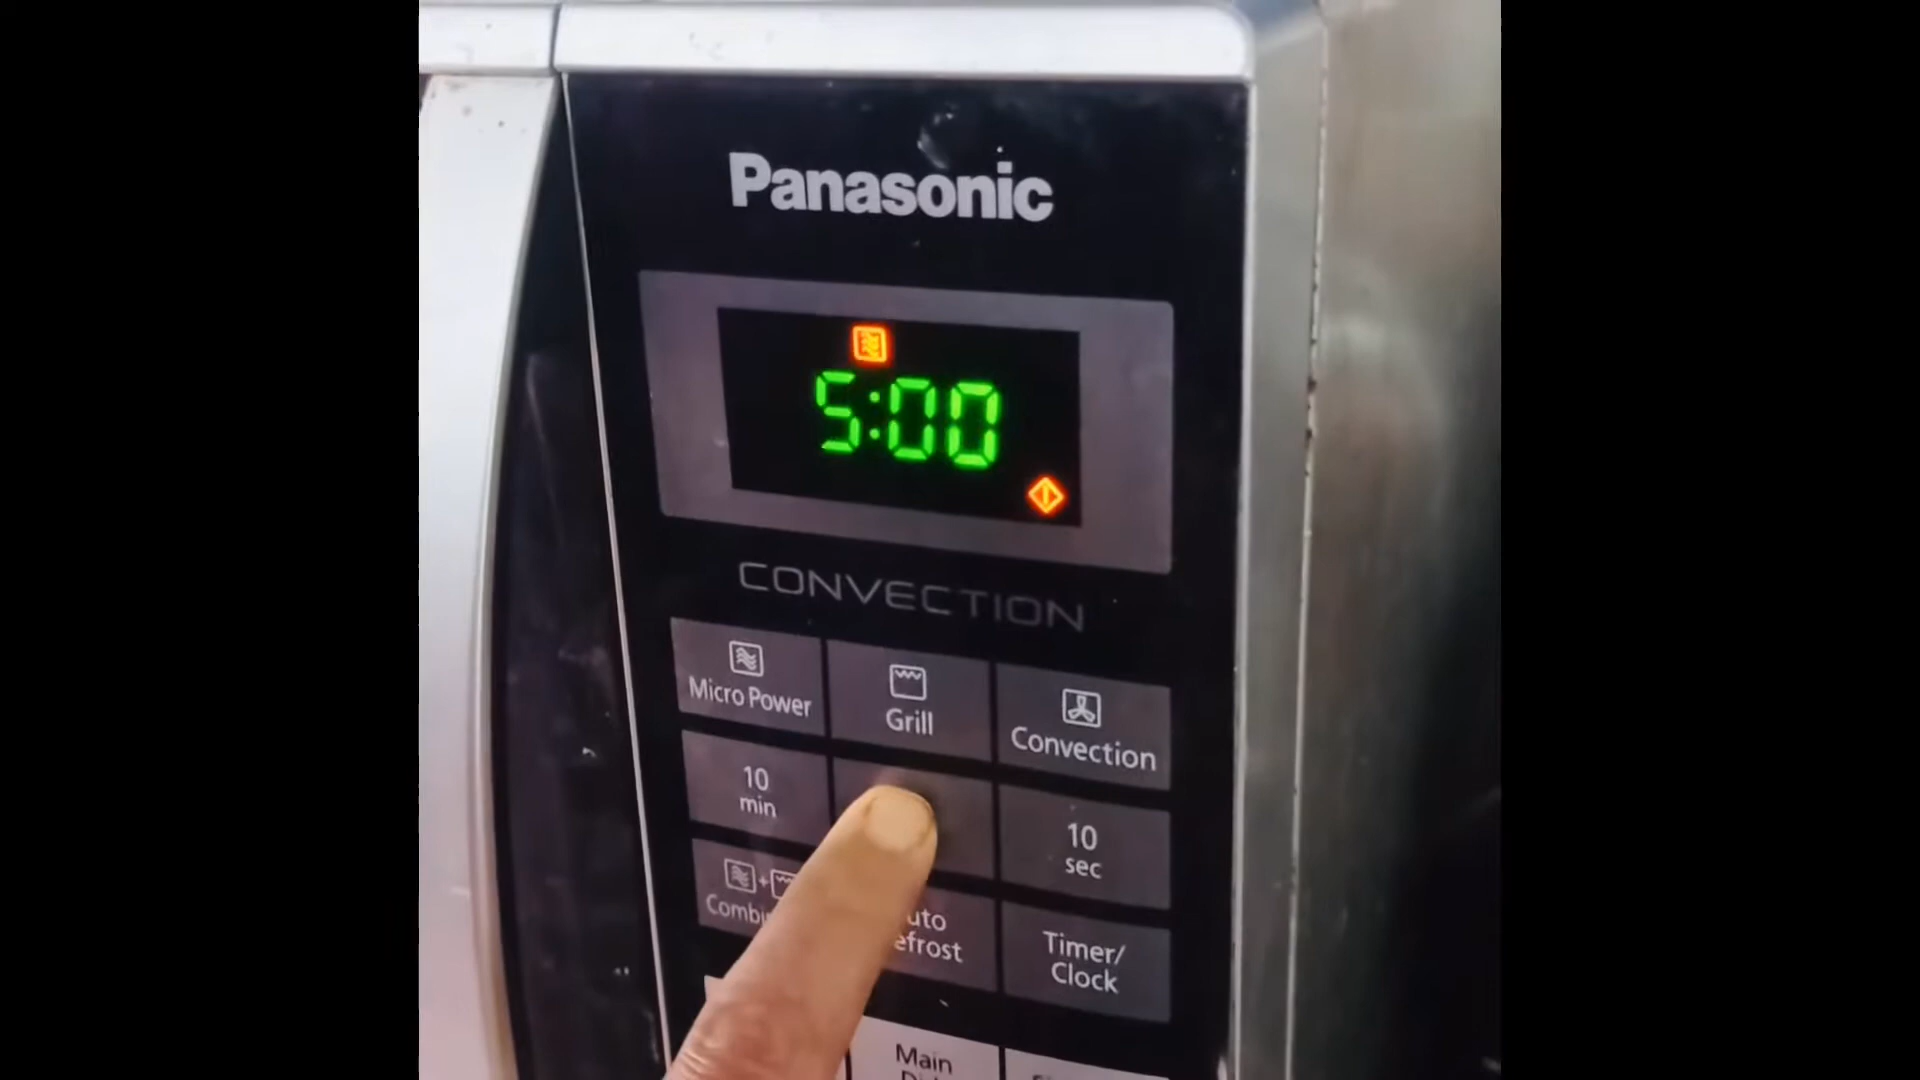 Panasonic
5:00
CONVECTION
Micro Power
Grill
Convection
10
min
10
sec
Timer/
Clock
Main